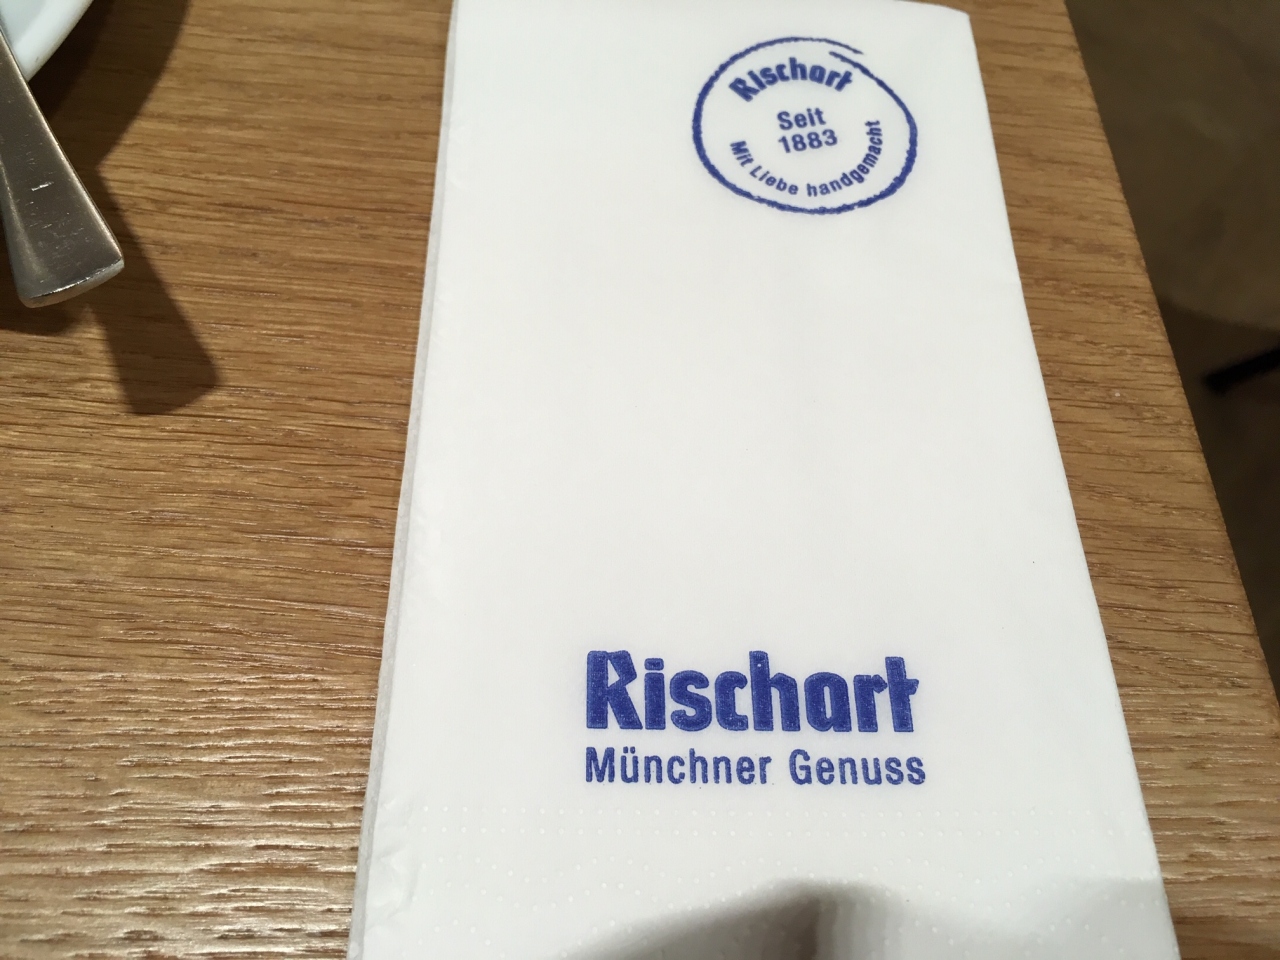 Rischart
Seit
1883
Mit Liebe handgemacht
Rischart
Münchner Genuss